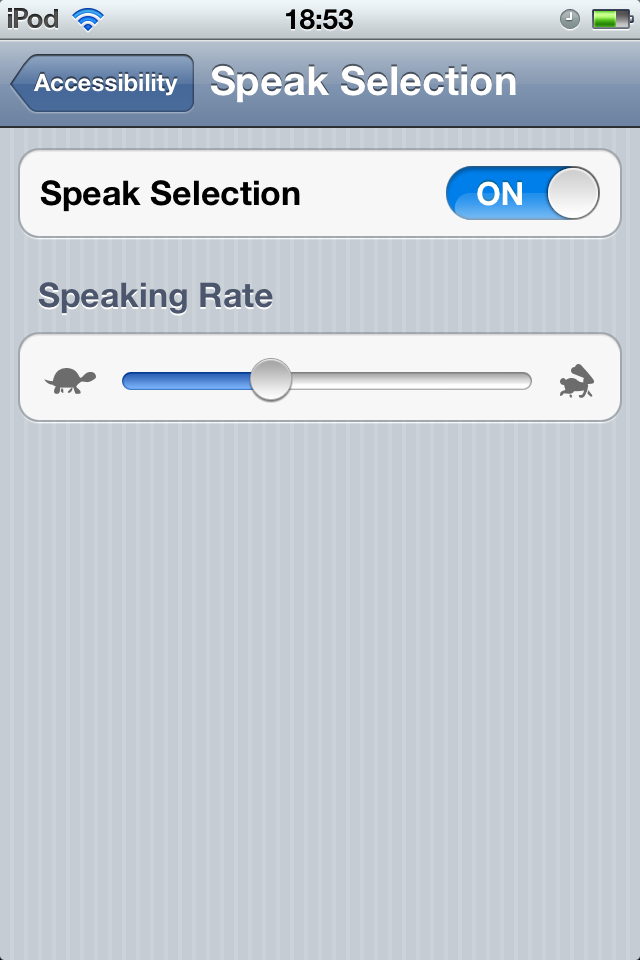 iPod 18:53
Accessibility Speak Selection
Speak Selection ON
Speaking Rate